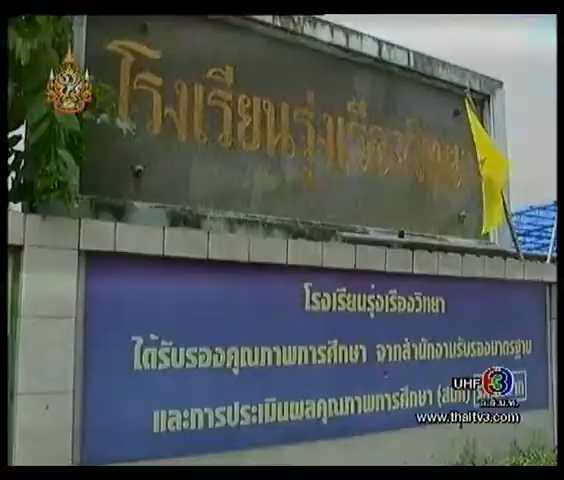 โรงเรียนรุ่งเรืองวิทยา
โรงเรียนรุ่งเรืองวิทยา
ได้รับรองคุณภาพการศึกษา จากสำนักงานรับรองมาตรฐาน
และการประเมินผลคุณภาพการศึกษา (สมศ)
UHF 3
www.thaitv3.com